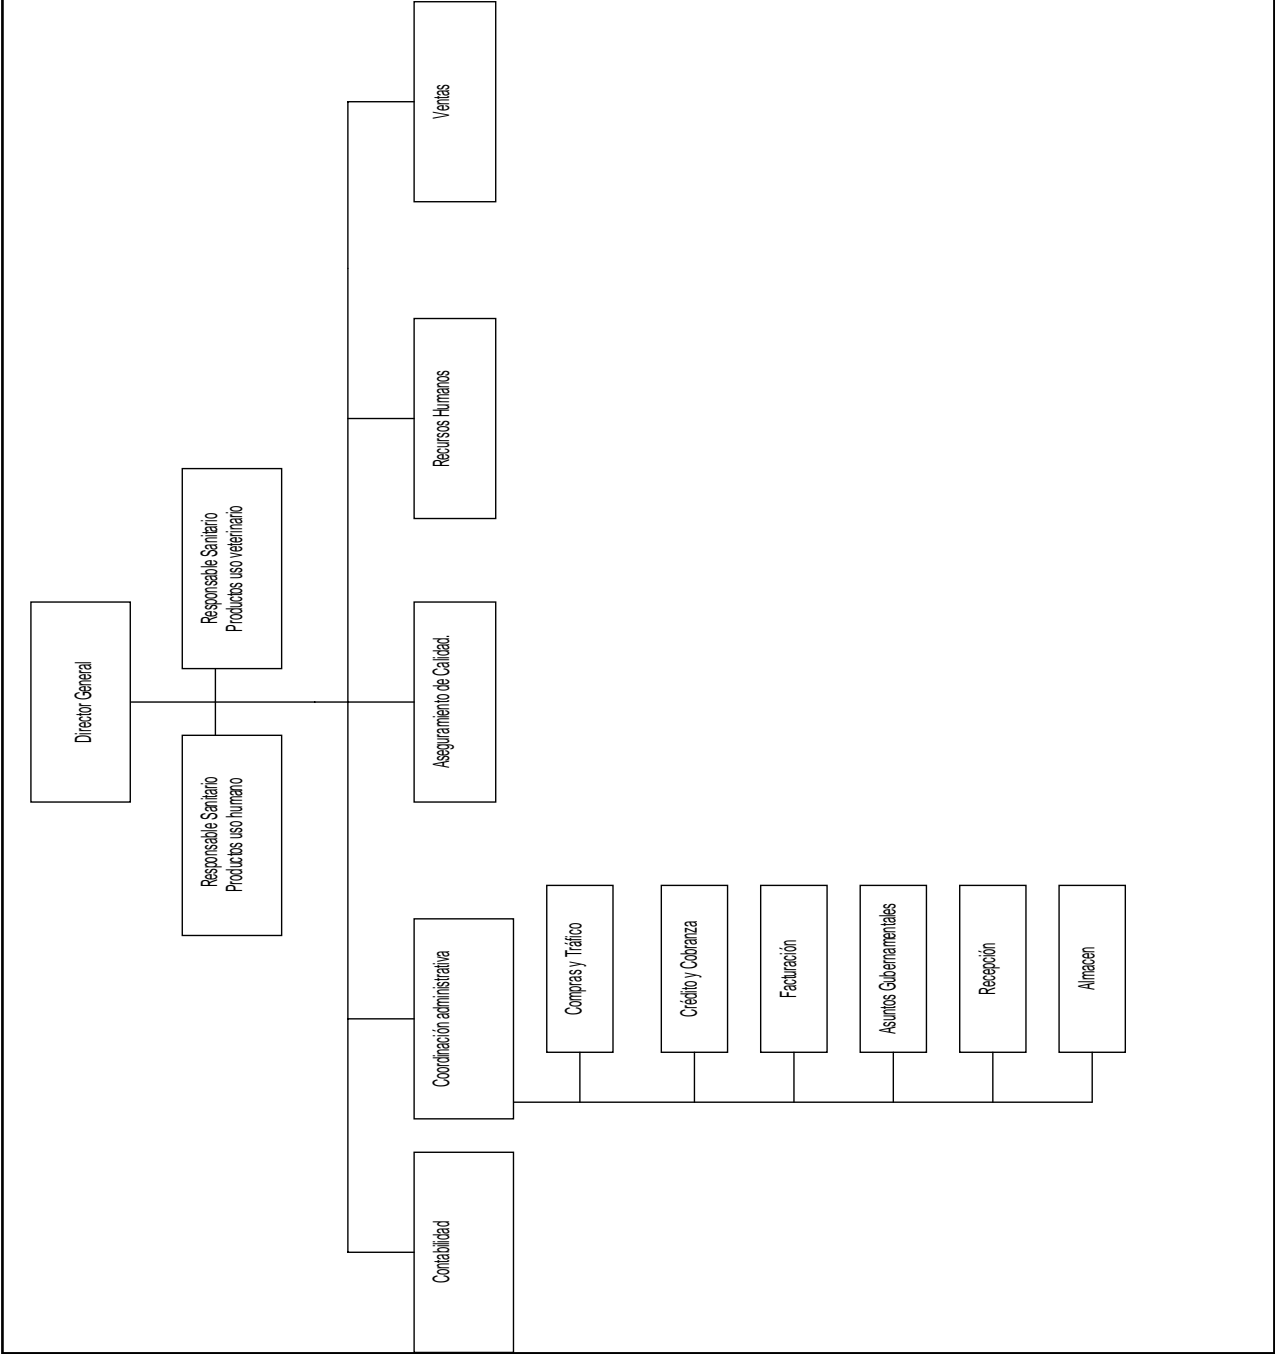 Director General
Responsable Sanitario
Productos uso humano
Responsable Sanitario
Productos uso veterinario
Contabilidad
Coordinación administrativa
Aseguramiento de Calidad.
Recursos Humanos
Ventas
Compras y Tráfico
Crédito y Cobranza
Facturación
Asuntos Gubernamentales
Recepción
Almacen